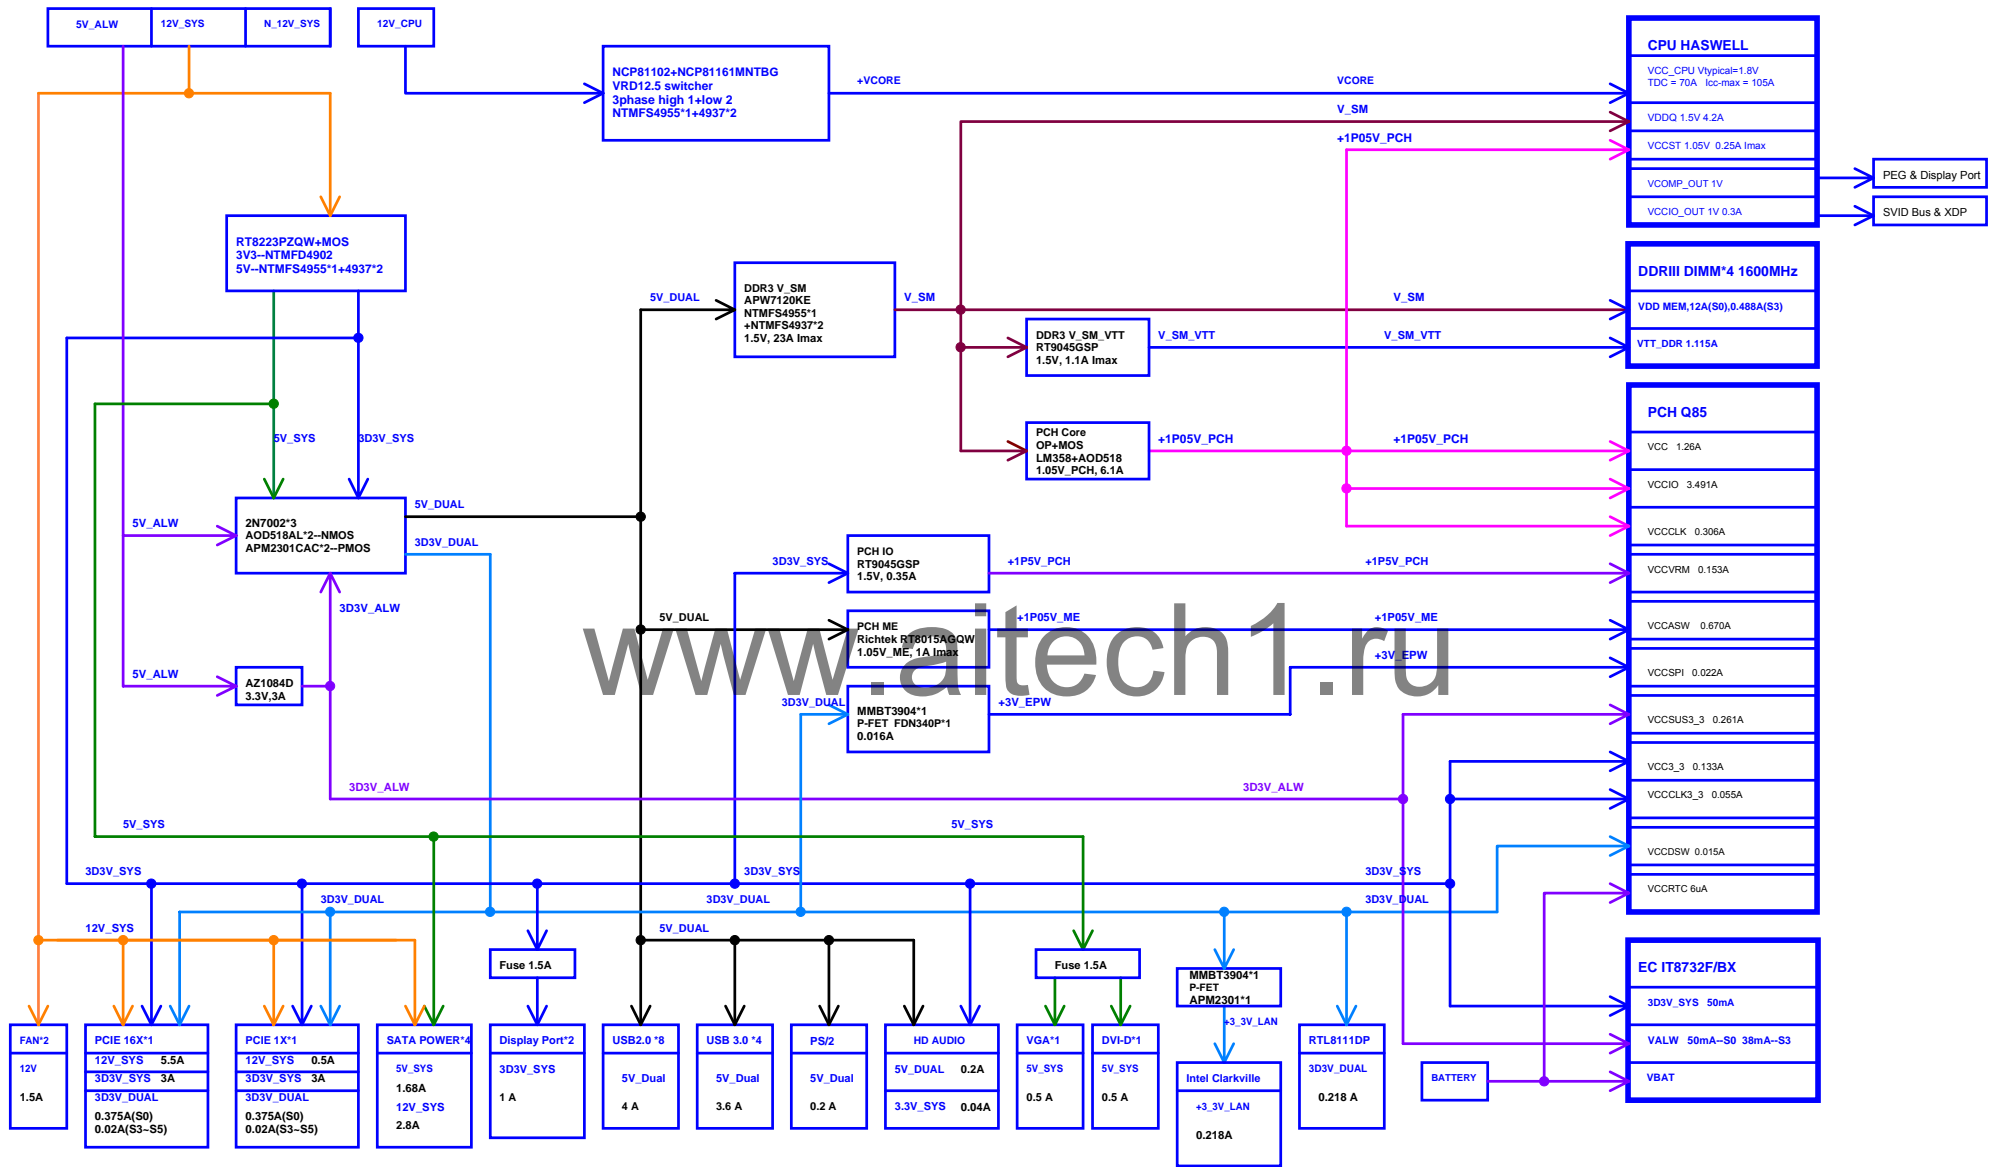 5V_ALW
12V_SYS
N_12V_SYS
12V_CPU
NCP81102+NCP81161MNTBG
VRD12.5 switcher
3phase high 1+low 2
NTMFS4955*1+4937*2
+VCORE
VCORE
V_SM
+1P05V_PCH
CPU HASWELL
VCC_CPU Vtypical=1.8V
TDC = 70A Icc-max = 105A
VDDQ 1.5V 4.2A
VCCST 1.05V 0.25A Imax
VCOMP_OUT 1V
VCCIO_OUT 1V 0.3A
PEG & Display Port
SVID Bus & XDP
RT8223PZQW+MOS
3V3--NTMFD4902
5V--NTMFS4955*1+4937*2
5V_DUAL
DDR3 V_SM
APW7120KE
NTMFS4955*1
+NTMFS4937*2
1.5V, 23A Imax
V_SM
V_SM
DDR3 V_SM_VTT
RT9045GSP
1.5V, 1.1A Imax
V_SM_VTT
V_SM_VTT
DDRIII DIMM*4 1600MHz
VDD MEM,12A(S0),0.488A(S3)
VTT_DDR 1.115A
5V_SYS
3D3V_SYS
PCH Core
OP+MOS
LM358+AOD518
1.05V_PCH, 6.1A
+1P05V_PCH
+1P05V_PCH
PCH Q85
VCC 1.26A
VCCIO 3.491A
VCCCLK 0.306A
VCCVRM 0.153A
VCCASW 0.670A
VCCSPI 0.022A
VCCSUS3_3 0.261A
VCC3_3 0.133A
VCCCLK3_3 0.055A
VCCDSW 0.015A
VCCRTC 6uA
5V_ALW
2N7002*3
AOD518AL*2--NMOS
APM2301CAC*2--PMOS
5V_DUAL
3D3V_DUAL
3D3V_SYS
PCH IO
RT9045GSP
1.5V, 0.35A
+1P5V_PCH
+1P5V_PCH
3D3V_ALW
5V_DUAL
PCH ME
Richtek RT8015AGQW
1.05V_ME, 1A Imax
+1P05V_ME
+1P05V_ME
www.aitech1.ru
5V_ALW
AZ1084D
3.3V,3A
3D3V_DUAL
MMBT3904*1
P-FET FDN340P*1
0.016A
+3V_EPW
+3V_EPW
3D3V_ALW
3D3V_ALW
5V_SYS
5V_SYS
3D3V_SYS
3D3V_SYS
3D3V_SYS
3D3V_DUAL
3D3V_DUAL
3D3V_DUAL
12V_SYS
5V_DUAL
Fuse 1.5A
Fuse 1.5A
MMBT3904*1
P-FET
APM2301*1
+3_3V_LAN
EC IT8732F/BX
3D3V_SYS 50mA
VALW 50mA--S0 38mA--S3
VBAT
BATTERY
FAN*2
12V
1.5A
PCIE 16X*1
12V_SYS 5.5A
3D3V_SYS 3A
3D3V_DUAL
0.375A(S0)
0.02A(S3~S5)
PCIE 1X*1
12V_SYS 0.5A
3D3V_SYS 3A
3D3V_DUAL
0.375A(S0)
0.02A(S3~S5)
SATA POWER*4
5V_SYS
1.68A
12V_SYS
2.8A
Display Port*2
3D3V_SYS
1 A
USB2.0 *8
5V_Dual
4 A
USB 3.0 *4
5V_Dual
3.6 A
PS/2
5V_Dual
0.2 A
HD AUDIO
5V_DUAL 0.2A
3.3V_SYS 0.04A
VGA*1
5V_SYS
0.5 A
DVI-D*1
5V_SYS
0.5 A
Intel Clarkville
+3_3V_LAN
0.218A
RTL8111DP
3D3V_DUAL
0.218 A